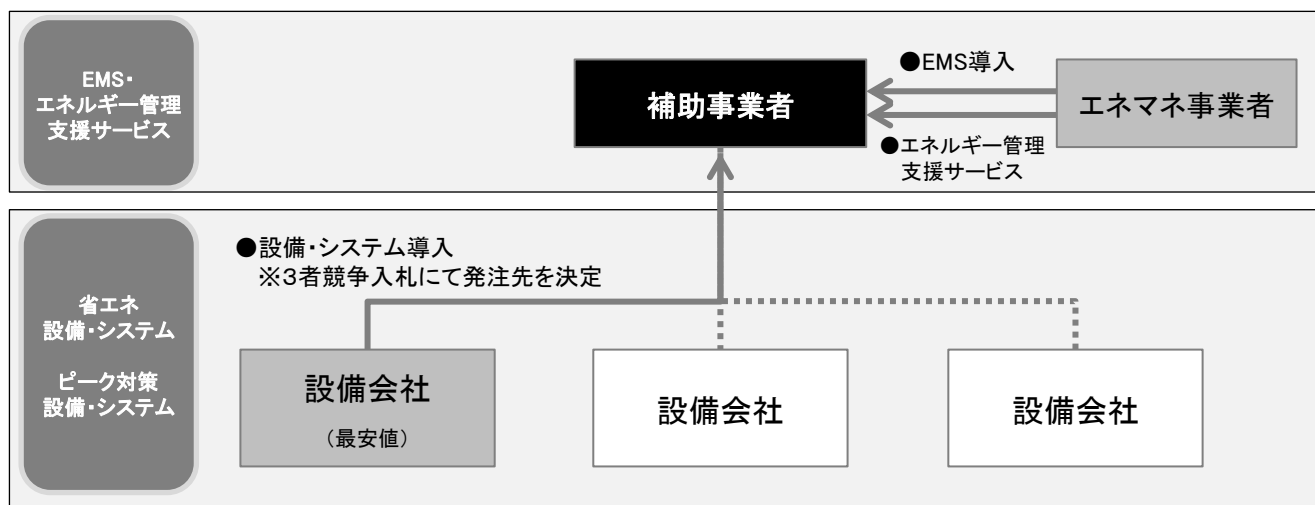 EMS・
エネルギー管理
支援サービス
補助事業者
●EMS導入
エネマネ事業者
●エネルギー管理
支援サービス
●設備・システム導入
※3者競争入札にて発注先を決定
省エネ
設備・システム
ピーク対策
設備・システム
設備会社
（最安値）
設備会社
設備会社